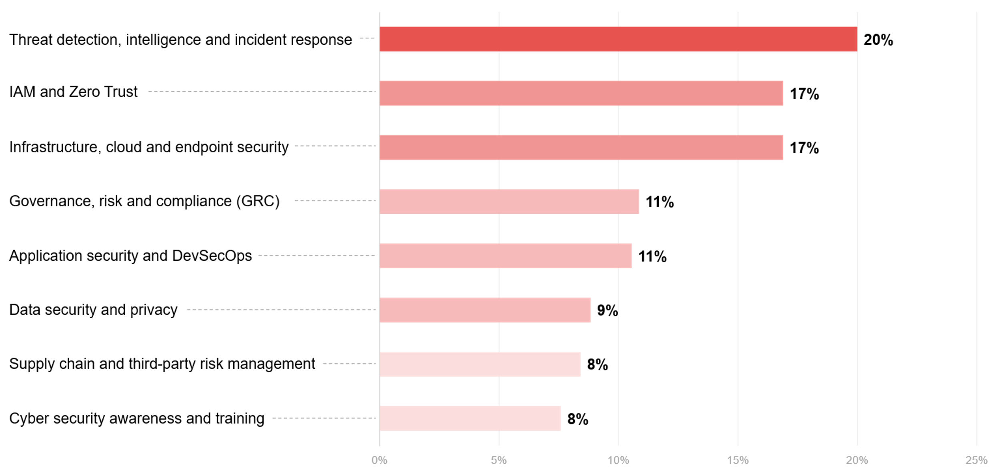 Threat detection, intelligence and incident response 20%
IAM and Zero Trust 17%
Infrastructure, cloud and endpoint security 17%
Governance, risk and compliance (GRC) 11%
Application security and DevSecOps 11%
Data security and privacy 9%
Supply chain and third-party risk management 8%
Cyber security awareness and training 8%
0% 5% 10% 15% 20% 25%